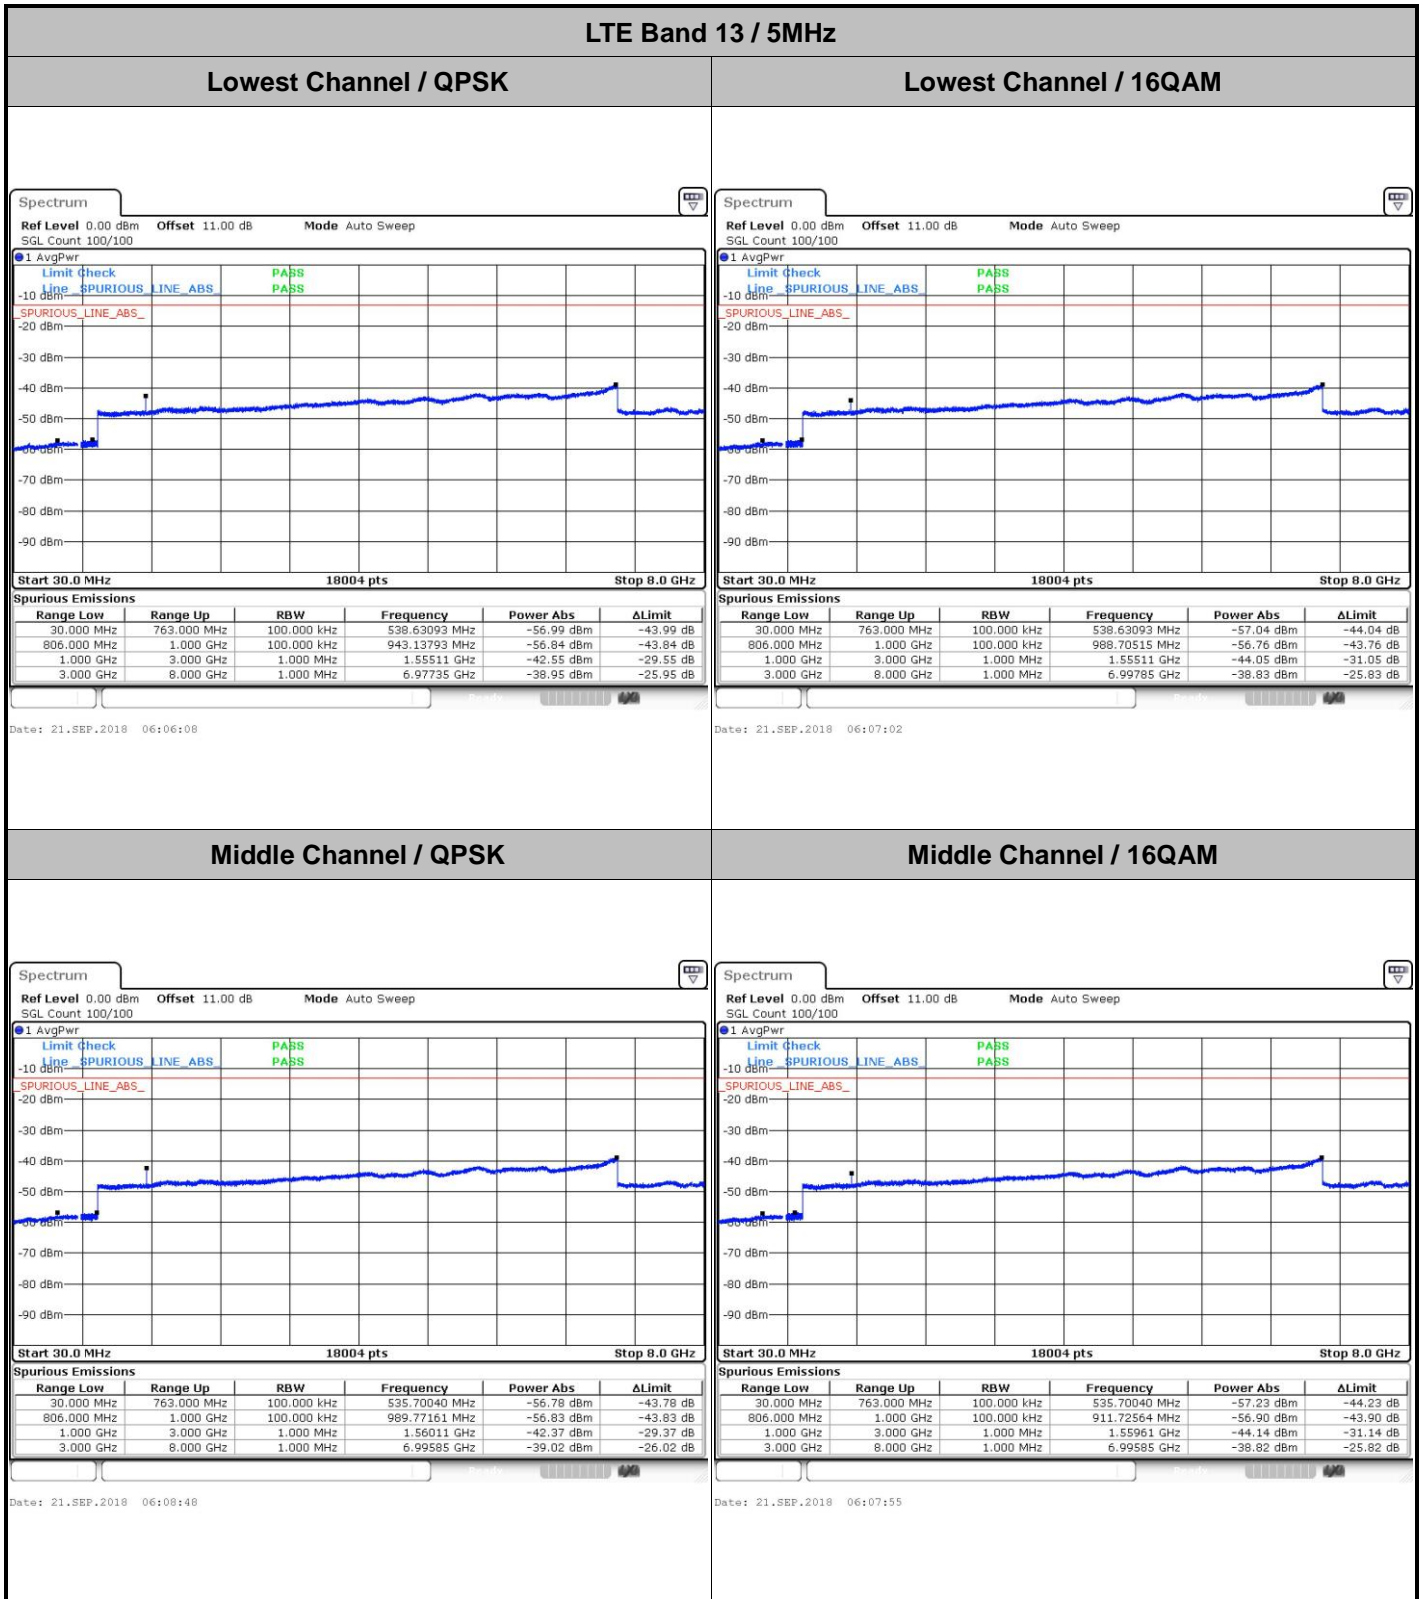 LTE Band 13 / 5MHz
Lowest Channel / QPSK
Lowest Channel / 16QAM
Spectrum
Ref Level 0.00 dBm Offset 11.00 dB Mode Auto Sweep
SGL Count 100/100
1 AvgPwr
Limit Check PASS
Line _SPURIOUS_LINE_ABS_ PASS
-10 dBm
_SPURIOUS_LINE_ABS_
-20 dBm
-30 dBm
-40 dBm
-50 dBm
-60 dBm
-70 dBm
-80 dBm
-90 dBm
Start 30.0 MHz 18004 pts Stop 8.0 GHz
Spurious Emissions
Range Low Range Up RBW Frequency Power Abs ΔLimit
30.000 MHz 763.000 MHz 100.000 kHz 538.63093 MHz -56.99 dBm -43.99 dB
806.000 MHz 1.000 GHz 100.000 kHz 943.13793 MHz -56.84 dBm -43.84 dB
1.000 GHz 3.000 GHz 1.000 MHz 1.55511 GHz -42.55 dBm -29.55 dB
3.000 GHz 8.000 GHz 1.000 MHz 6.97735 GHz -38.95 dBm -25.95 dB
Date: 21.SEP.2018 06:06:08
Spectrum
Ref Level 0.00 dBm Offset 11.00 dB Mode Auto Sweep
SGL Count 100/100
1 AvgPwr
Limit Check PASS
Line _SPURIOUS_LINE_ABS_ PASS
-10 dBm
_SPURIOUS_LINE_ABS_
-20 dBm
-30 dBm
-40 dBm
-50 dBm
-60 dBm
-70 dBm
-80 dBm
-90 dBm
Start 30.0 MHz 18004 pts Stop 8.0 GHz
Spurious Emissions
Range Low Range Up RBW Frequency Power Abs ΔLimit
30.000 MHz 763.000 MHz 100.000 kHz 538.63093 MHz -57.04 dBm -44.04 dB
806.000 MHz 1.000 GHz 100.000 kHz 988.70515 MHz -56.76 dBm -43.76 dB
1.000 GHz 3.000 GHz 1.000 MHz 1.55511 GHz -44.05 dBm -31.05 dB
3.000 GHz 8.000 GHz 1.000 MHz 6.99785 GHz -38.83 dBm -25.83 dB
Date: 21.SEP.2018 06:07:02
Middle Channel / QPSK
Middle Channel / 16QAM
Spectrum
Ref Level 0.00 dBm Offset 11.00 dB Mode Auto Sweep
SGL Count 100/100
1 AvgPwr
Limit Check PASS
Line _SPURIOUS_LINE_ABS_ PASS
-10 dBm
_SPURIOUS_LINE_ABS_
-20 dBm
-30 dBm
-40 dBm
-50 dBm
-60 dBm
-70 dBm
-80 dBm
-90 dBm
Start 30.0 MHz 18004 pts Stop 8.0 GHz
Spurious Emissions
Range Low Range Up RBW Frequency Power Abs ΔLimit
30.000 MHz 763.000 MHz 100.000 kHz 535.70040 MHz -56.78 dBm -43.78 dB
806.000 MHz 1.000 GHz 100.000 kHz 989.77161 MHz -56.83 dBm -43.83 dB
1.000 GHz 3.000 GHz 1.000 MHz 1.56011 GHz -42.37 dBm -29.37 dB
3.000 GHz 8.000 GHz 1.000 MHz 6.99585 GHz -39.02 dBm -26.02 dB
Date: 21.SEP.2018 06:08:48
Spectrum
Ref Level 0.00 dBm Offset 11.00 dB Mode Auto Sweep
SGL Count 100/100
1 AvgPwr
Limit Check PASS
Line _SPURIOUS_LINE_ABS_ PASS
-10 dBm
_SPURIOUS_LINE_ABS_
-20 dBm
-30 dBm
-40 dBm
-50 dBm
-60 dBm
-70 dBm
-80 dBm
-90 dBm
Start 30.0 MHz 18004 pts Stop 8.0 GHz
Spurious Emissions
Range Low Range Up RBW Frequency Power Abs ΔLimit
30.000 MHz 763.000 MHz 100.000 kHz 535.70040 MHz -57.23 dBm -44.23 dB
806.000 MHz 1.000 GHz 100.000 kHz 911.72564 MHz -56.90 dBm -43.90 dB
1.000 GHz 3.000 GHz 1.000 MHz 1.55961 GHz -44.14 dBm -31.14 dB
3.000 GHz 8.000 GHz 1.000 MHz 6.99585 GHz -38.82 dBm -25.82 dB
Date: 21.SEP.2018 06:07:55